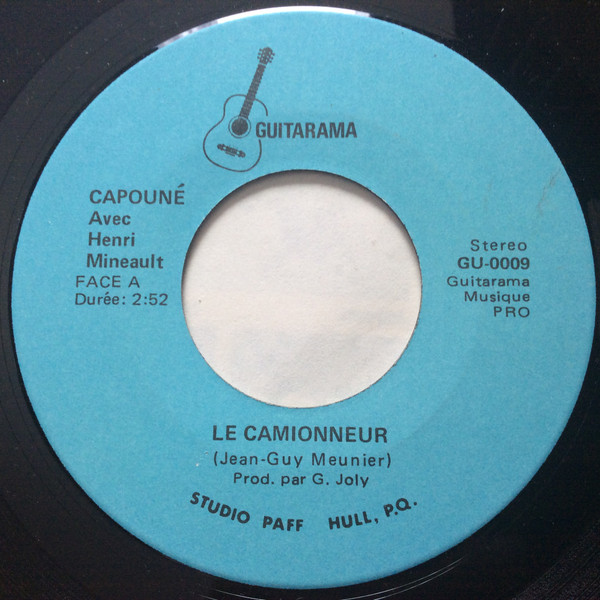 GUITARAMA
CAPOUNÉ
Avec
Henri
Mineault
FACE A
Durée: 2:52
Stereo
GU-0009
Guitarama
Musique
PRO
LE CAMIONNEUR
(Jean-Guy Meunier)
Prod. par G. Joly
STUDIO PAFF HULL, P.Q.